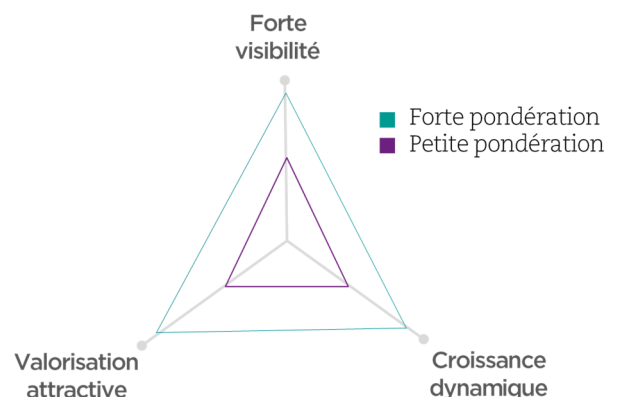 Forte
visibilité
Forte pondération
Petite pondération
Valorisation
attractive
Croissance
dynamique